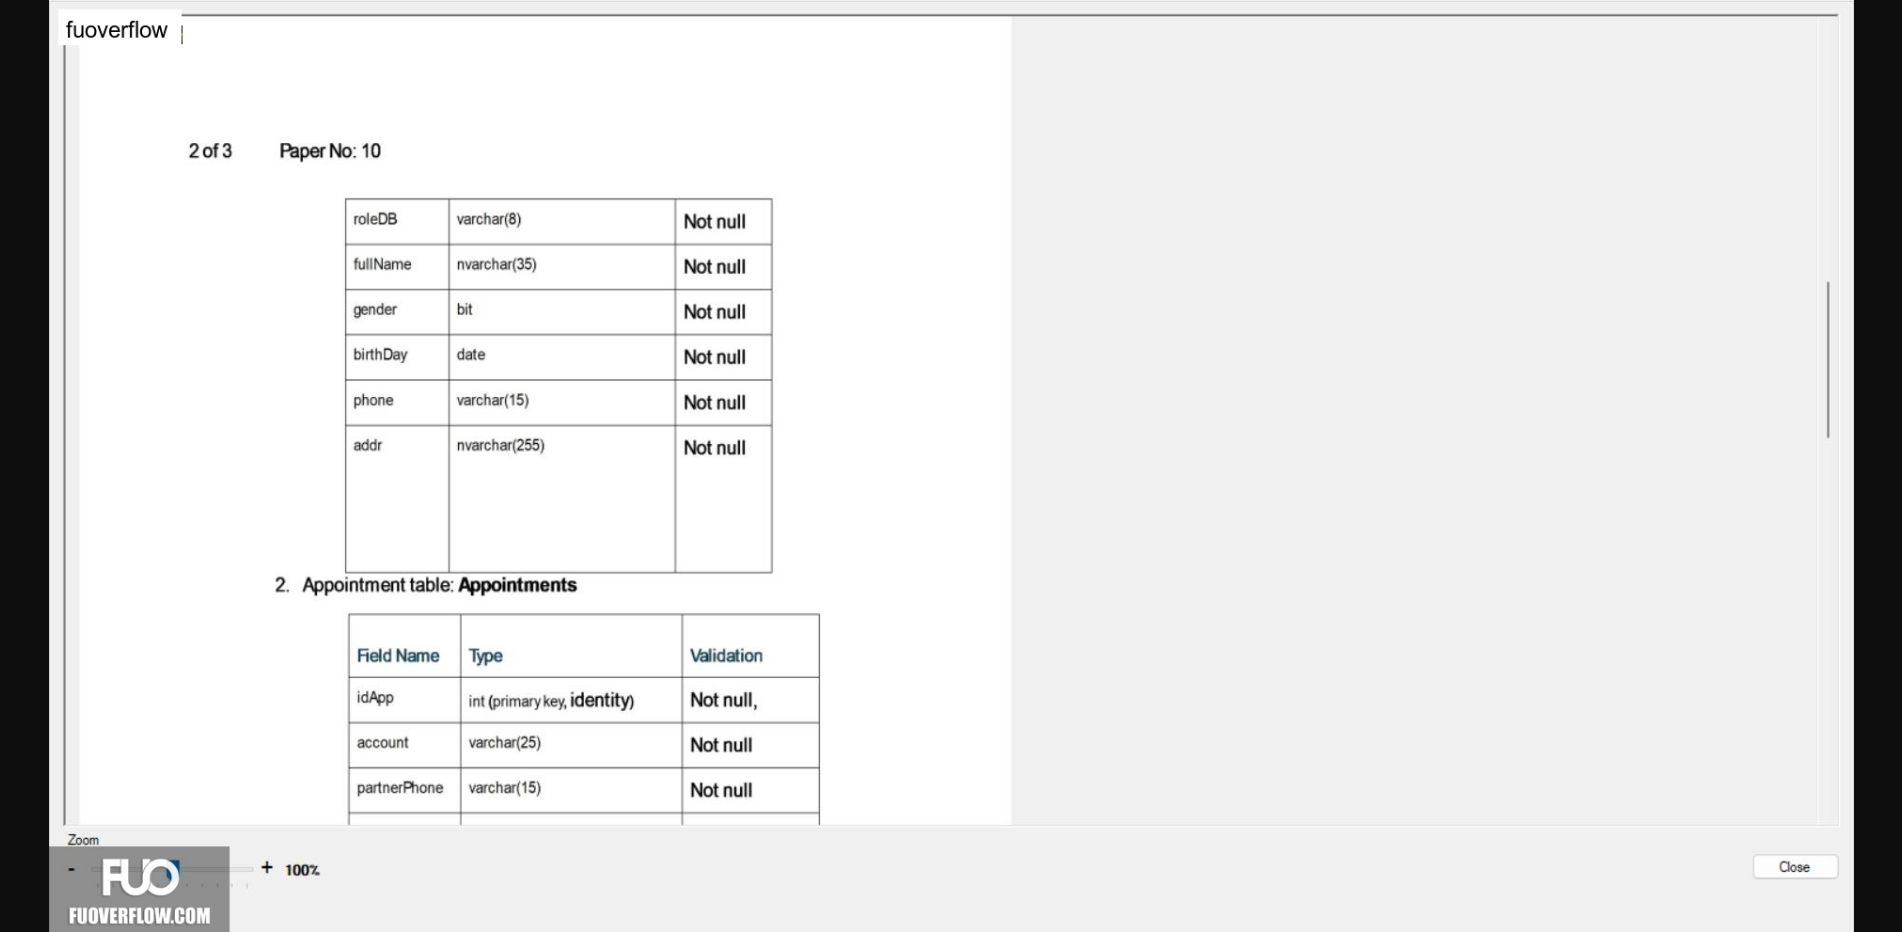 fuoverflow
2 of 3 Paper No: 10
roleDB varchar(8) Not null
fullName nvarchar(35) Not null
gender bit Not null
birthDay date Not null
phone varchar(15) Not null
addr nvarchar(255) Not null
2. Appointment table: Appointments
Field Name Type Validation
idApp int (primary key, identity) Not null,
account varchar(25) Not null
partnerPhone varchar(15) Not null
Zoom
- + 100%
Close
FUO
FUOVERFLOW.COM